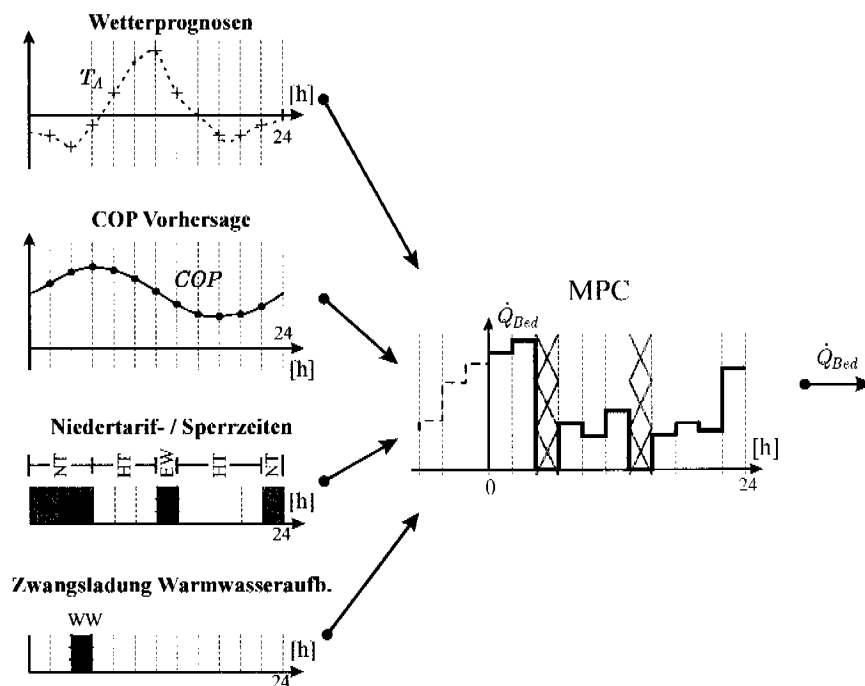 Wetterprognosen
T_A
[h]
24
COP Vorhersage
COP
24
[h]
MPC
Q̇_Bed
Q̇_Bed
[h]
0
24
Niedertarif- / Sperrzeiten
NT HT EW HT NT
[h]
24
Zwangsladung Warmwasseraufb.
WW
[h]
24